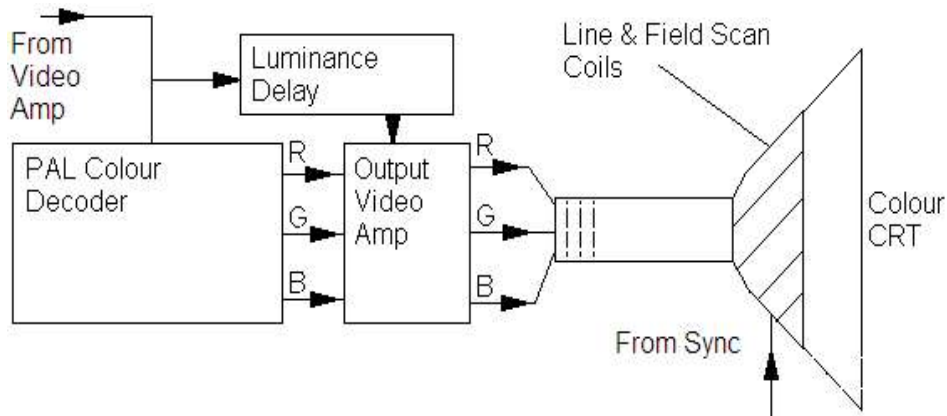 From
Video
Amp
Luminance
Delay
Line & Field Scan
Coils
PAL Colour
Decoder
R
G
B
Output
Video
Amp
R
G
B
Colour
CRT
From Sync